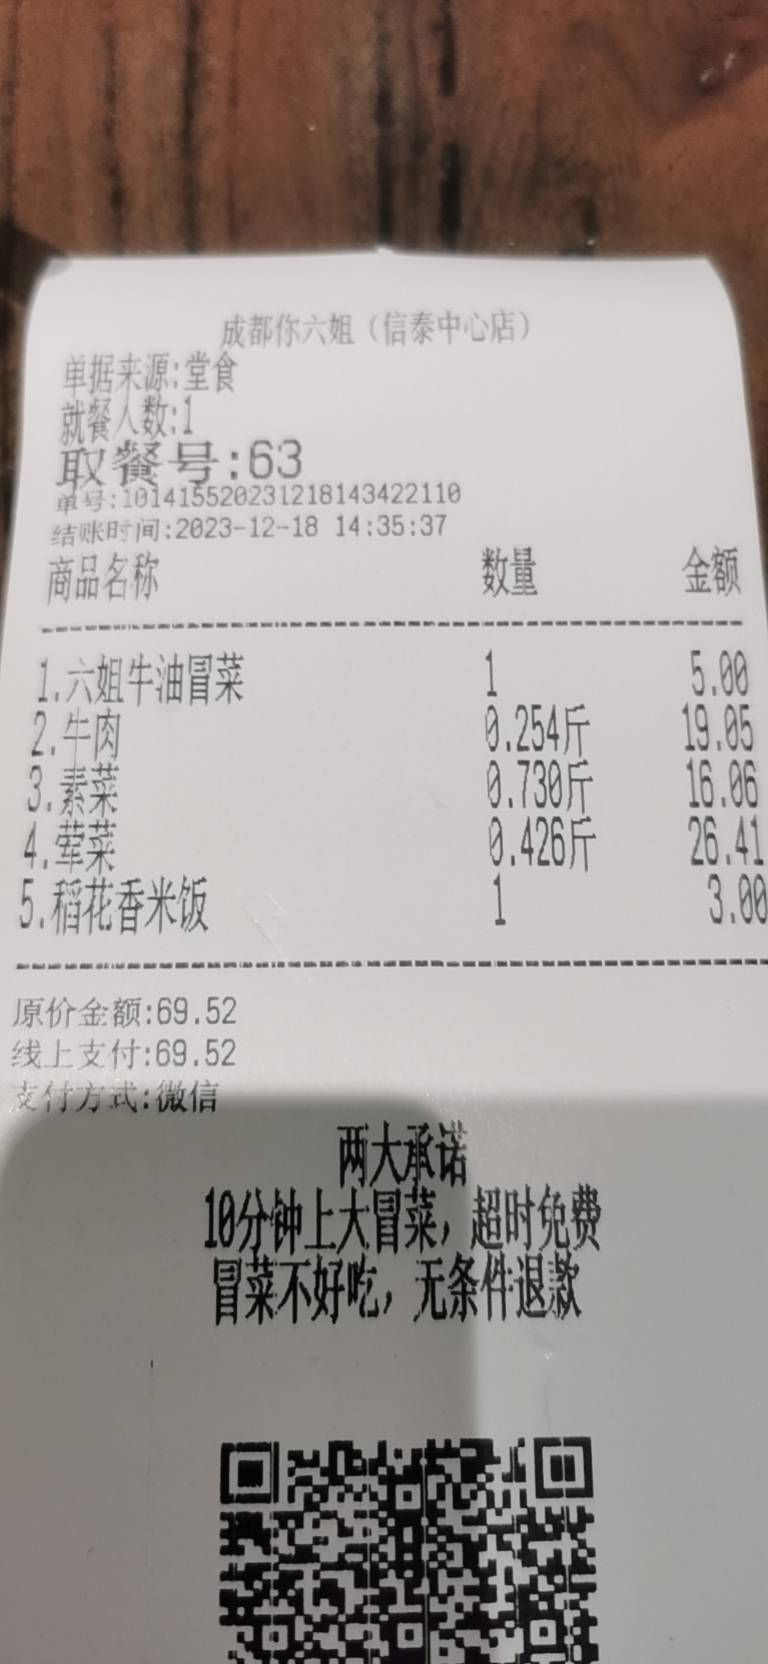 成都你六姐（信泰中心店）
单据来源:堂食
就餐人数:1
取餐号:63
单号:101415520231218143422110
结账时间:2023-12-18 14:35:37
商品名称 数量 金额
1.六姐牛油冒菜 1 5.00
2.牛肉 0.254斤 19.05
3.素菜 0.730斤 16.06
4.荤菜 0.426斤 26.41
5.稻花香米饭 1 3.00
原价金额:69.52
线上支付:69.52
支付方式:微信
两大承诺
10分钟上大冒菜，超时免费
冒菜不好吃，无条件退款